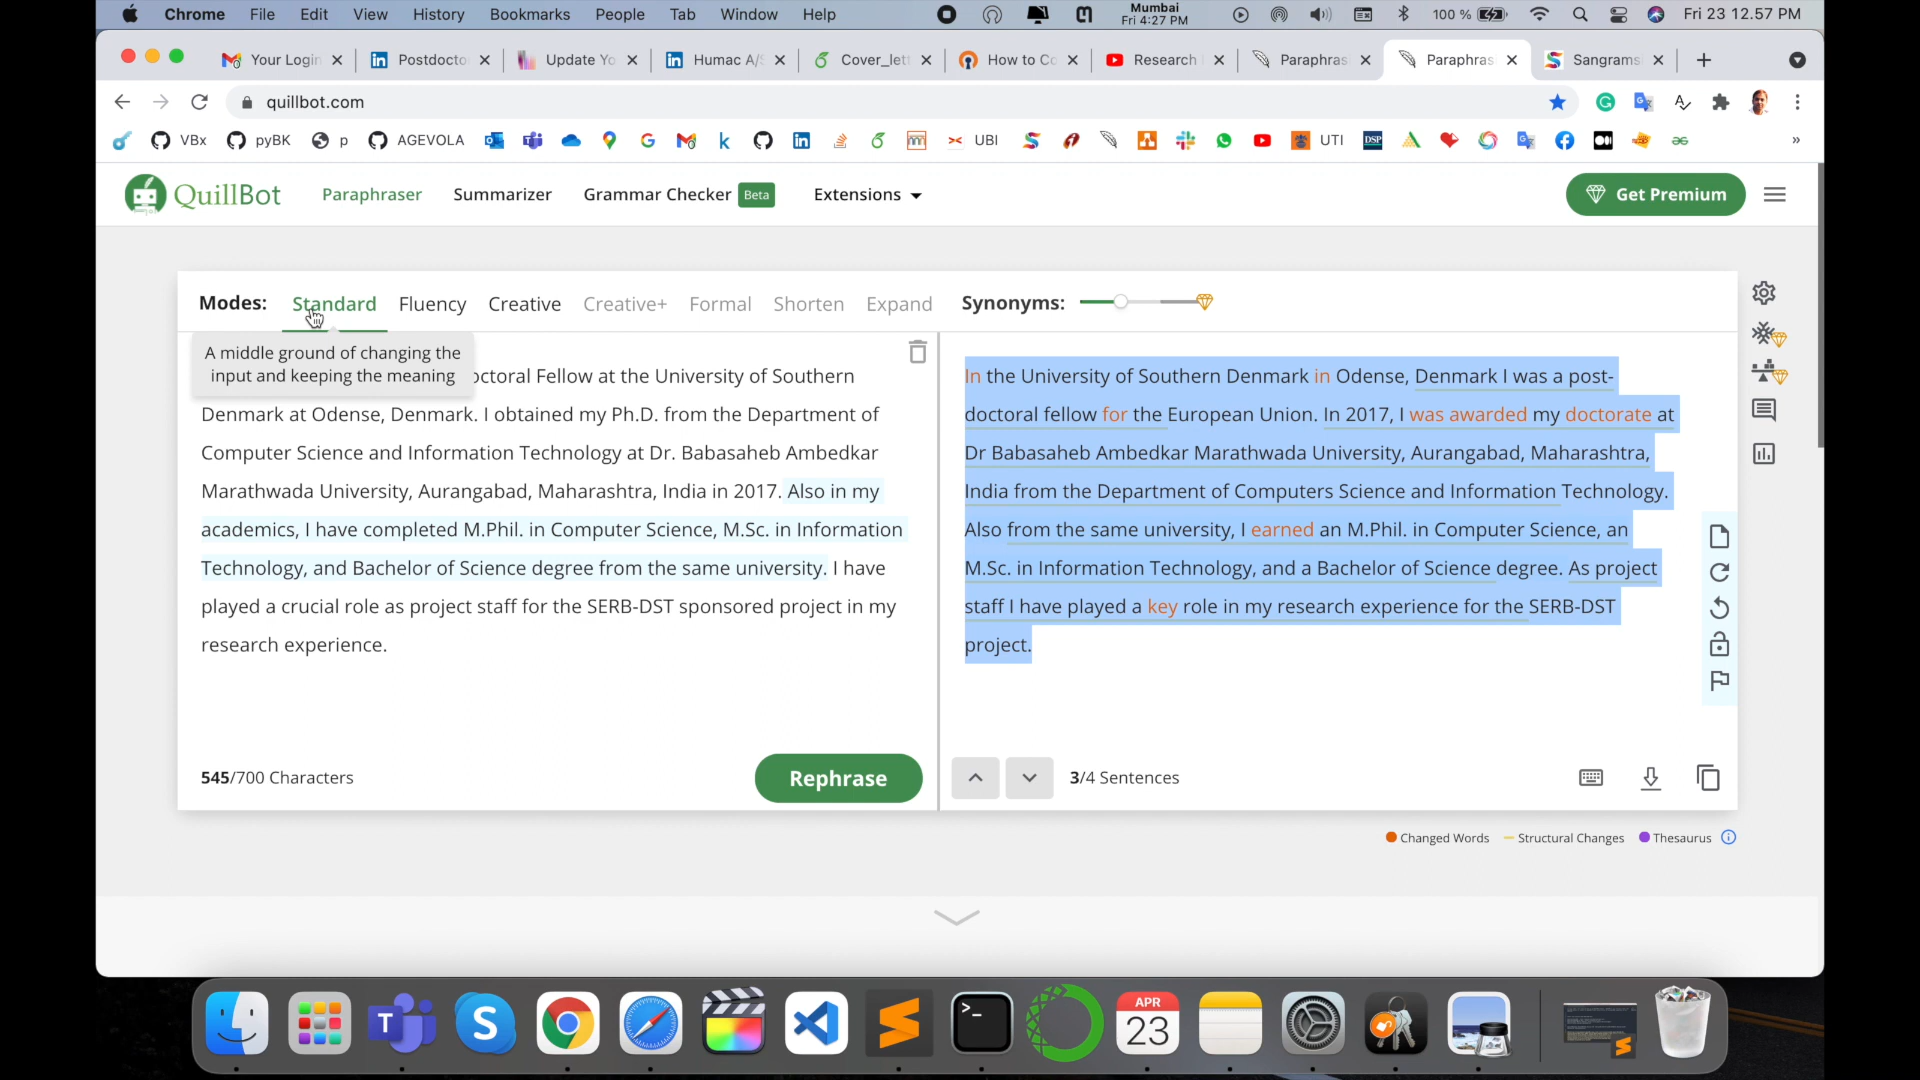 Chrome File Edit View History Bookmarks People Tab Window Help
Mumbai
Fri 4:27 PM
100 %
Fri 23 12.57 PM
Your Login
Postdocto
Update Yo
Humac A/S
Cover_lett
How to Co
Research
Paraphras
Paraphras
Sangrams
quillbot.com
VBx
pyBK
p
AGEVOLA
UBI
UTI
DSP
QuillBot
Paraphraser
Summarizer
Grammar Checker Beta
Extensions
Get Premium
Modes: Standard Fluency Creative Creative+ Formal Shorten Expand
Synonyms:
A middle ground of changing the
input and keeping the meaning
octoral Fellow at the University of Southern
Denmark at Odense, Denmark. I obtained my Ph.D. from the Department of
Computer Science and Information Technology at Dr. Babasaheb Ambedkar
Marathwada University, Aurangabad, Maharashtra, India in 2017. Also in my
academics, I have completed M.Phil. in Computer Science, M.Sc. in Information
Technology, and Bachelor of Science degree from the same university. I have
played a crucial role as project staff for the SERB-DST sponsored project in my
research experience.
In the University of Southern Denmark in Odense, Denmark I was a post-
doctoral fellow for the European Union. In 2017, I was awarded my doctorate at
Dr Babasaheb Ambedkar Marathwada University, Aurangabad, Maharashtra,
India from the Department of Computers Science and Information Technology.
Also from the same university, I earned an M.Phil. in Computer Science, an
M.Sc. in Information Technology, and a Bachelor of Science degree. As project
staff I have played a key role in my research experience for the SERB-DST
project.
545/700 Characters
Rephrase
3/4 Sentences
Changed Words
Structural Changes
Thesaurus
APR
23